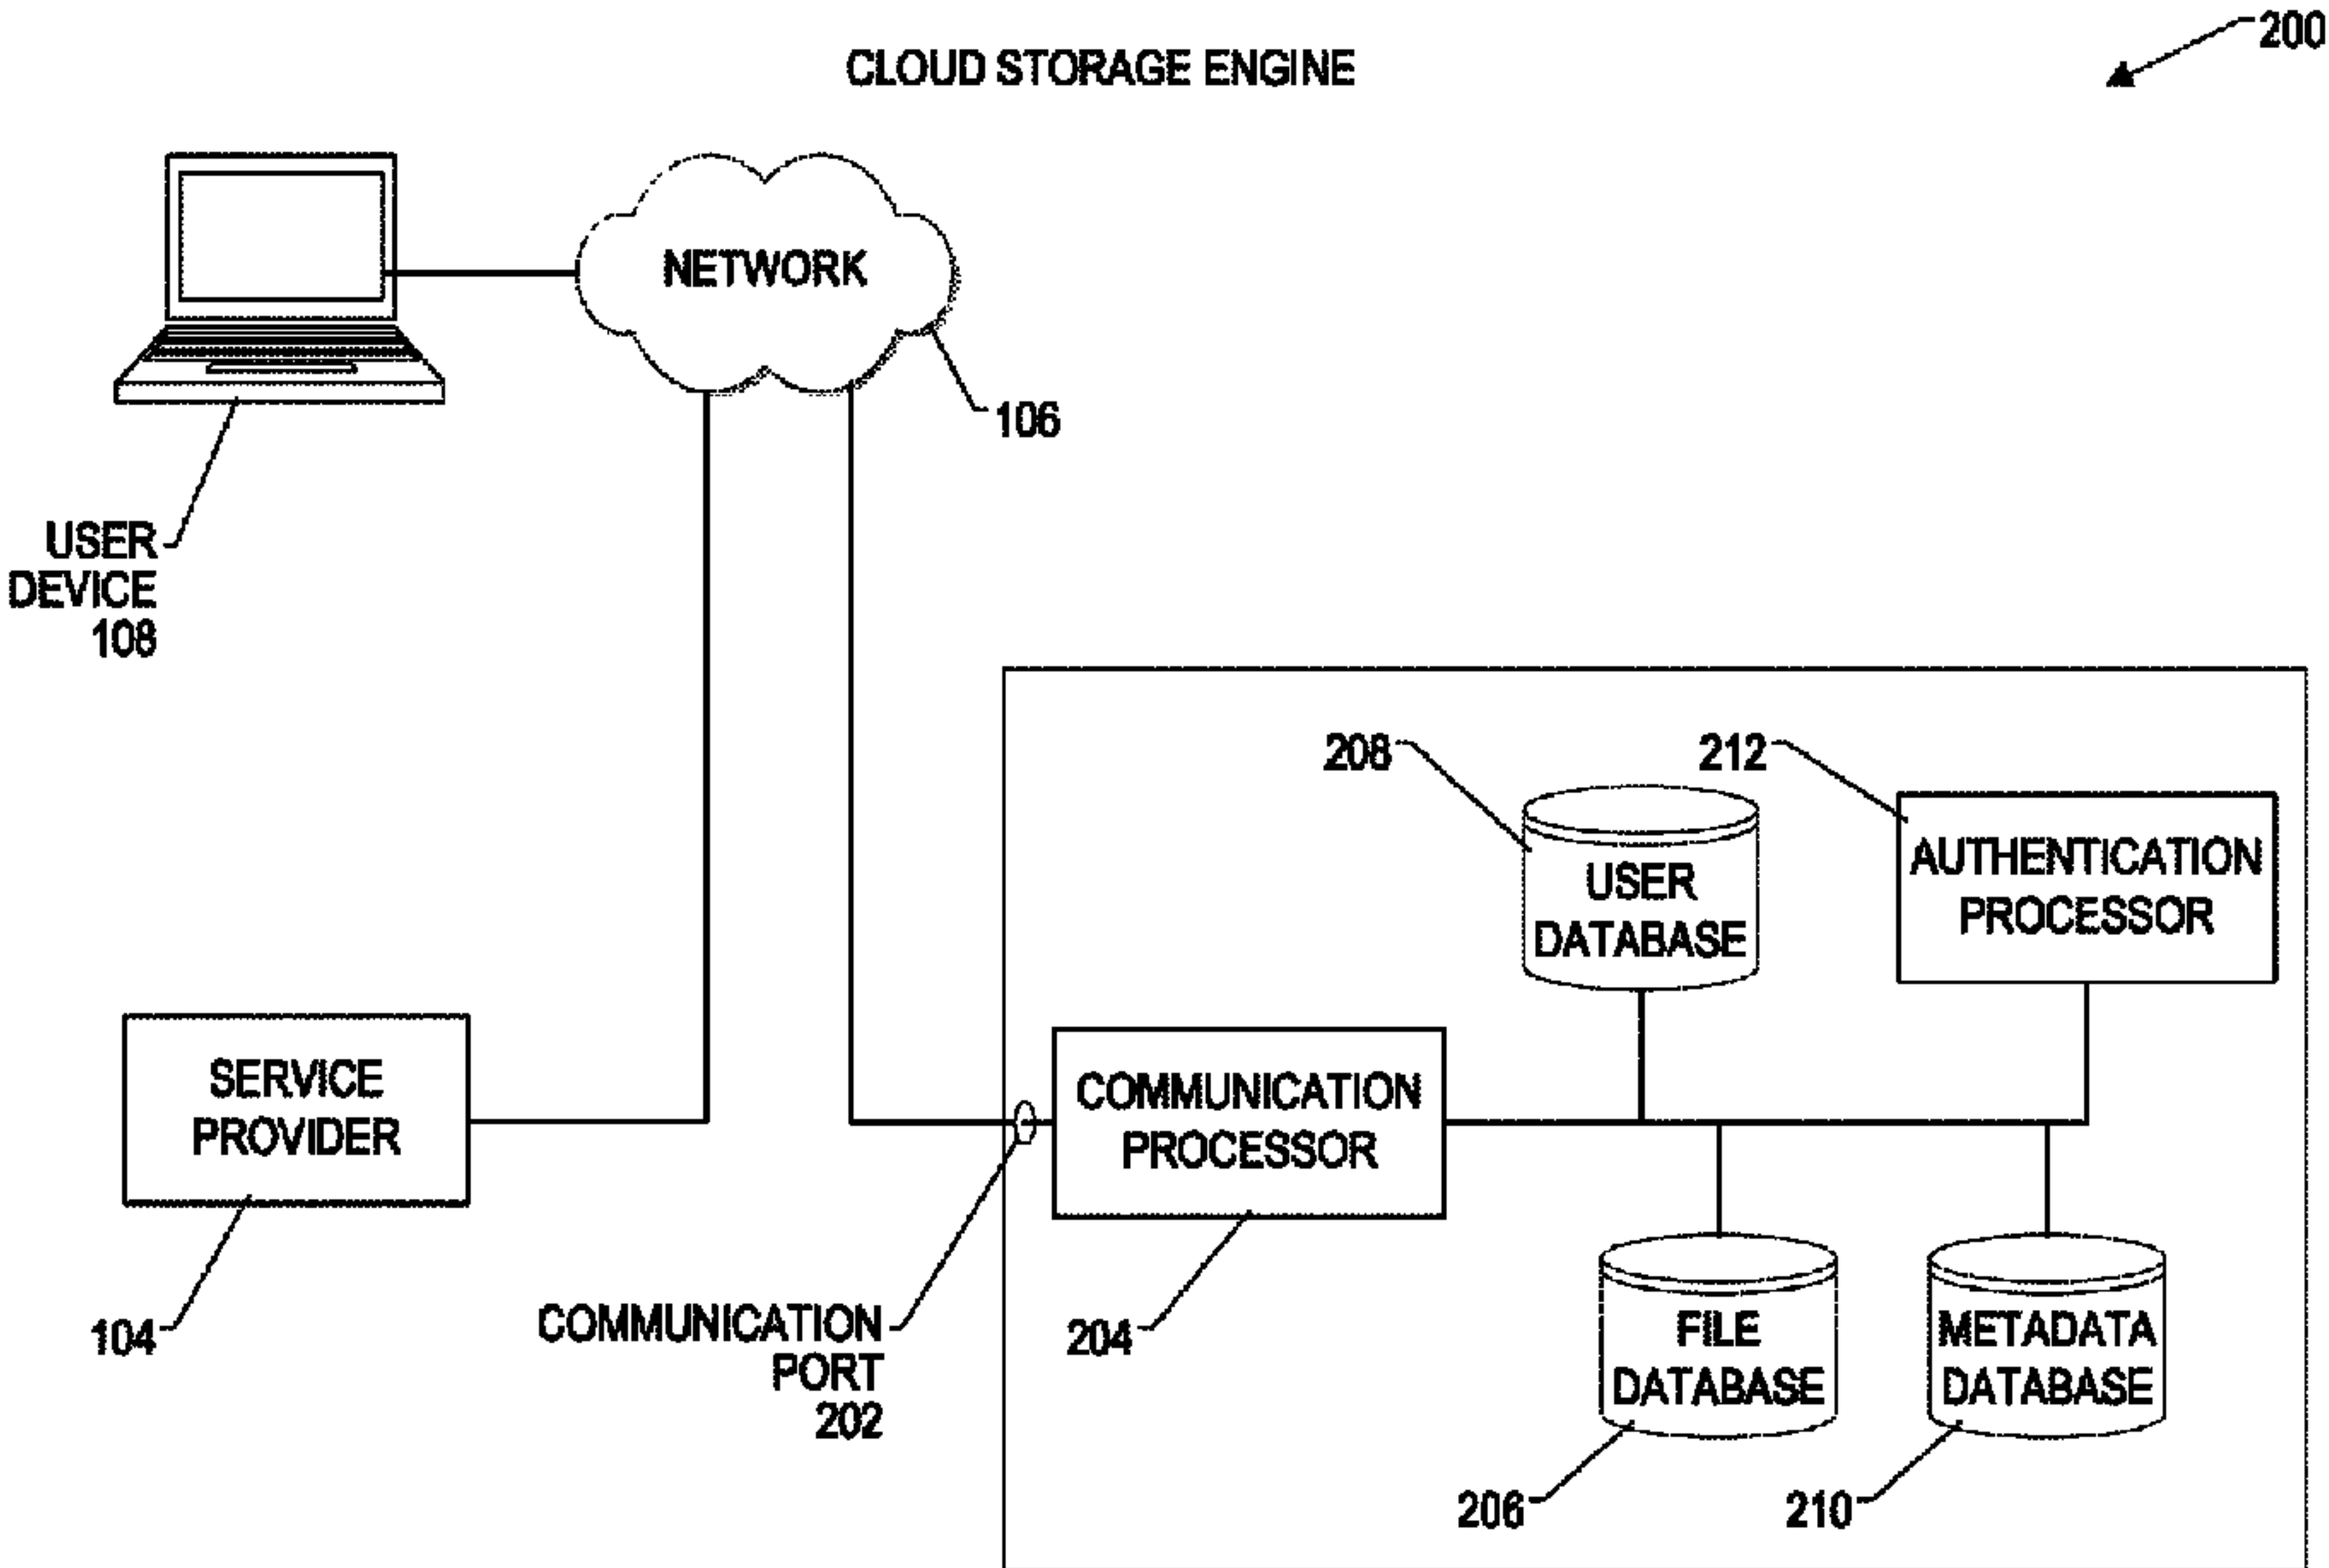 200
CLOUD STORAGE ENGINE
NETWORK
106
USER
DEVICE
108
208
212
USER
DATABASE
AUTHENTICATION
PROCESSOR
SERVICE
PROVIDER
COMMUNICATION
PROCESSOR
104
COMMUNICATION
PORT
202
204
FILE
DATABASE
METADATA
DATABASE
206
210